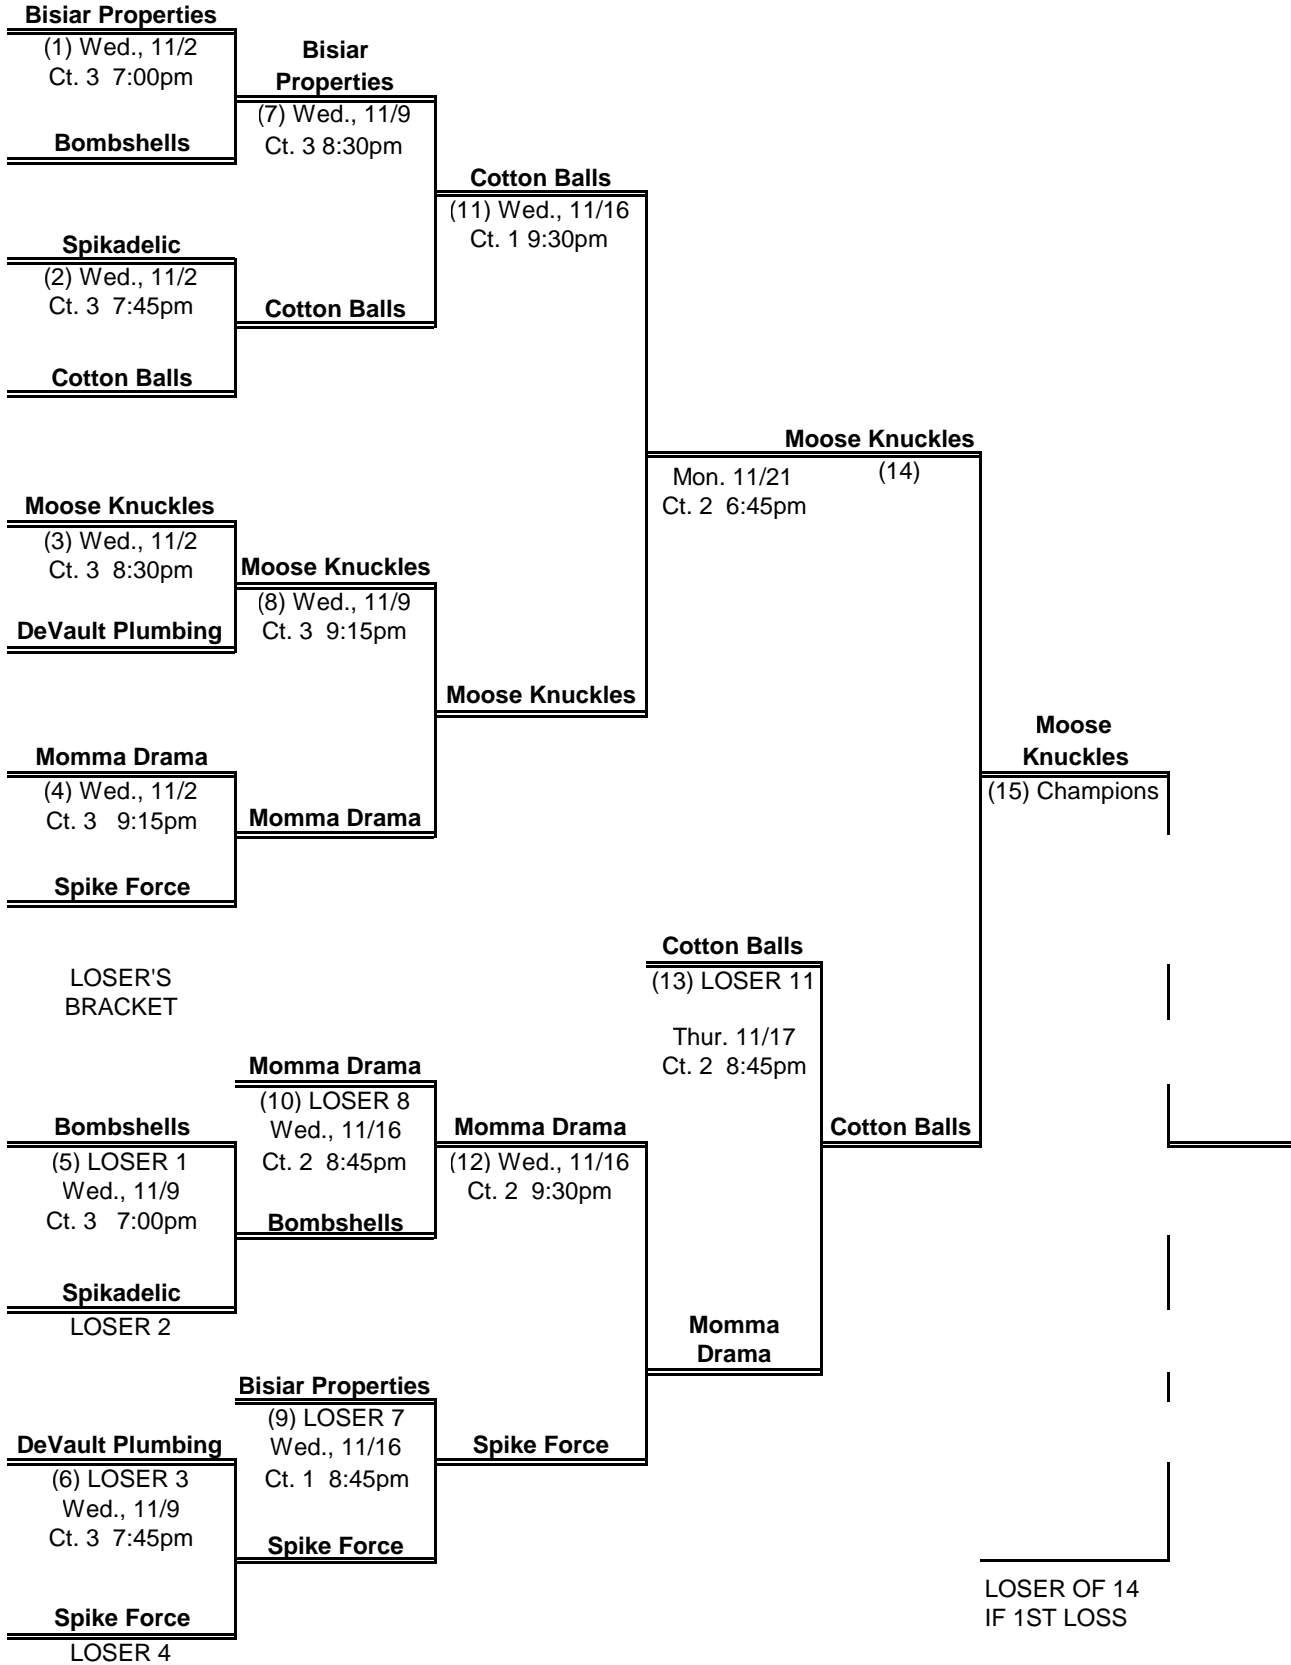 Bisiar Properties
(1) Wed., 11/2
Ct. 3  7:00pm
Bombshells
Spikadelic
(2) Wed., 11/2
Ct. 3  7:45pm
Cotton Balls
Moose Knuckles
(3) Wed., 11/2
Ct. 3  8:30pm
DeVault Plumbing
Momma Drama
(4) Wed., 11/2
Ct. 3   9:15pm
Spike Force
Bisiar
Properties
(7) Wed., 11/9
Ct. 3 8:30pm
Cotton Balls
Moose Knuckles
(8) Wed., 11/9
Ct. 3  9:15pm
Momma Drama
Cotton Balls
(11) Wed., 11/16
Ct. 1 9:30pm
Moose Knuckles
Moose Knuckles
Mon. 11/21 (14)
Ct. 2  6:45pm
Moose
Knuckles
(15) Champions
LOSER'S
BRACKET
Bombshells
(5) LOSER 1
Wed., 11/9
Ct. 3   7:00pm
Spikadelic
LOSER 2
DeVault Plumbing
(6) LOSER 3
Wed., 11/9
Ct. 3  7:45pm
Spike Force
LOSER 4
Momma Drama
(10) LOSER 8
Wed., 11/16
Ct. 2  8:45pm
Bombshells
Bisiar Properties
(9) LOSER 7
Wed., 11/16
Ct. 1  8:45pm
Spike Force
Momma Drama
(12) Wed., 11/16
Ct. 2  9:30pm
Spike Force
Cotton Balls
(13) LOSER 11
Thur. 11/17
Ct. 2  8:45pm
Momma
Drama
Cotton Balls
LOSER OF 14
IF 1ST LOSS